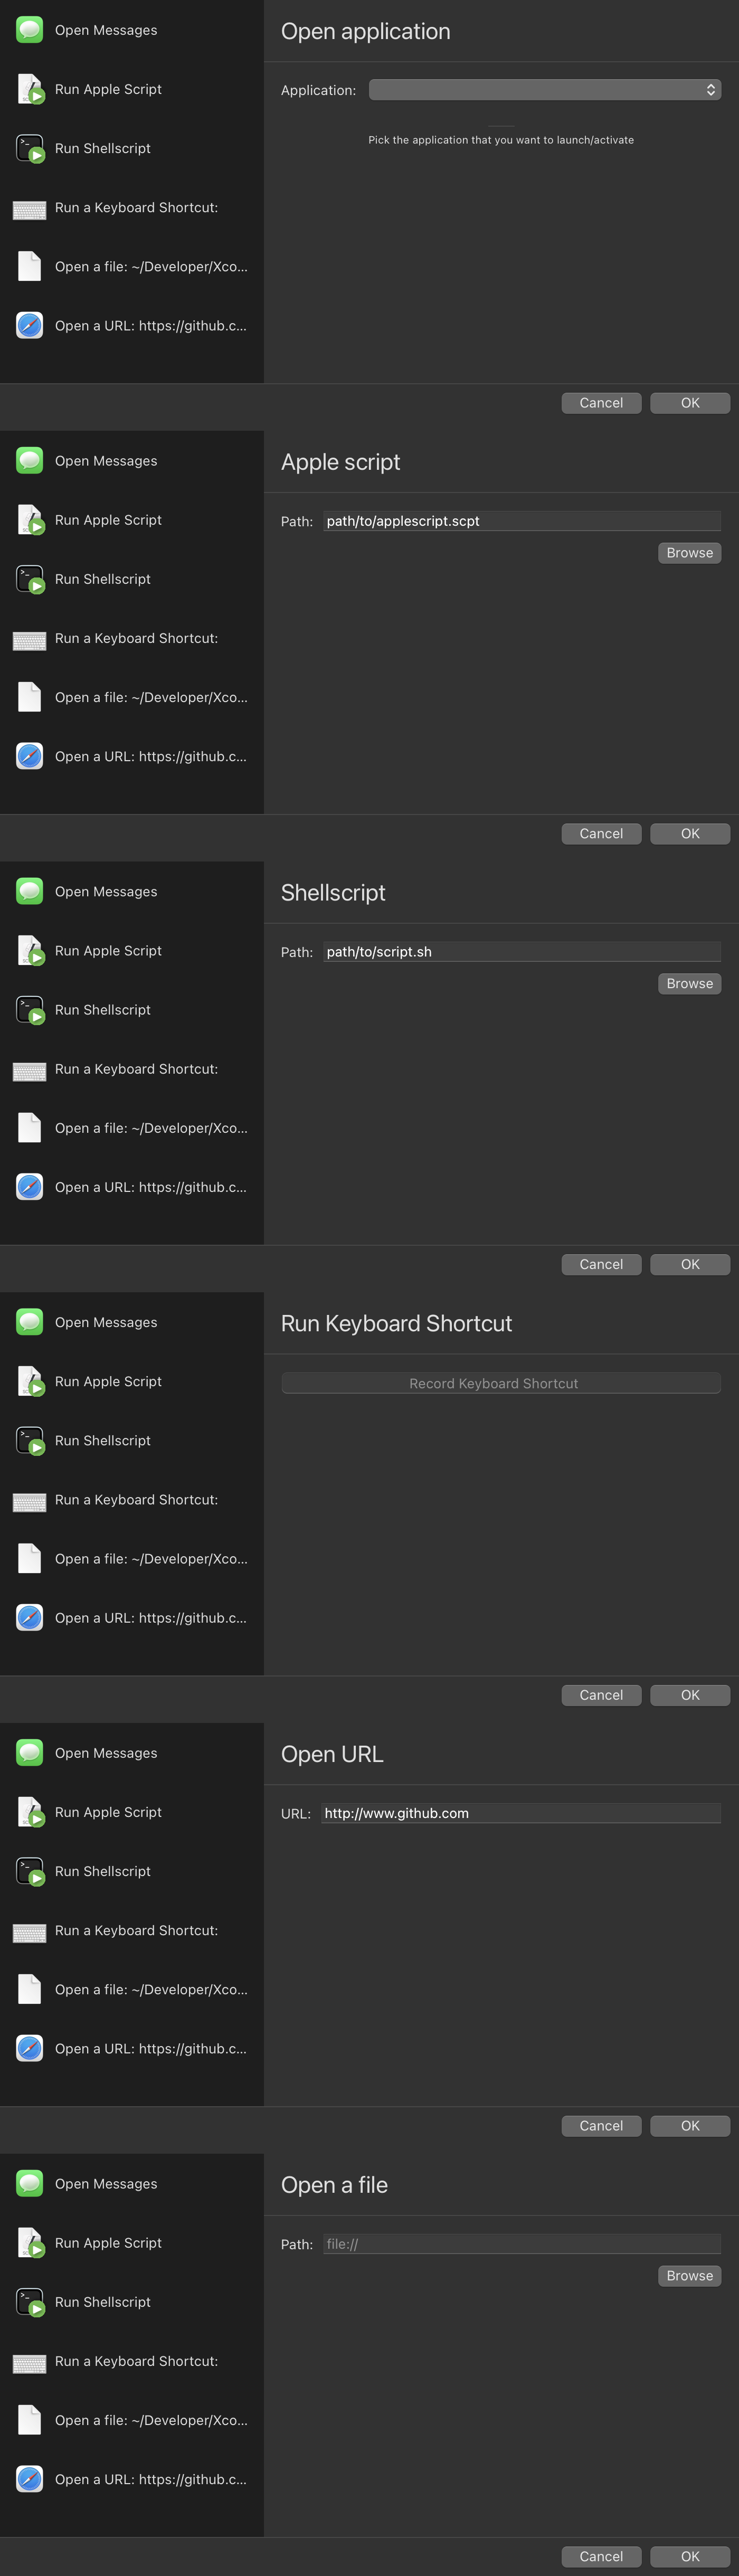 Open Messages
Run Apple Script
Run Shellscript
Run a Keyboard Shortcut:
Open a file: ~/Developer/Xco...
Open a URL: https://github.c...
Open application
Application:
Pick the application that you want to launch/activate
Cancel
OK
Open Messages
Run Apple Script
Run Shellscript
Run a Keyboard Shortcut:
Open a file: ~/Developer/Xco...
Open a URL: https://github.c...
Apple script
Path: path/to/applescript.scpt
Browse
Cancel
OK
Open Messages
Run Apple Script
Run Shellscript
Run a Keyboard Shortcut:
Open a file: ~/Developer/Xco...
Open a URL: https://github.c...
Shellscript
Path: path/to/script.sh
Browse
Cancel
OK
Open Messages
Run Apple Script
Run Shellscript
Run a Keyboard Shortcut:
Open a file: ~/Developer/Xco...
Open a URL: https://github.c...
Run Keyboard Shortcut
Record Keyboard Shortcut
Cancel
OK
Open Messages
Run Apple Script
Run Shellscript
Run a Keyboard Shortcut:
Open a file: ~/Developer/Xco...
Open a URL: https://github.c...
Open URL
URL: http://www.github.com
Cancel
OK
Open Messages
Run Apple Script
Run Shellscript
Run a Keyboard Shortcut:
Open a file: ~/Developer/Xco...
Open a URL: https://github.c...
Open a file
Path: file://
Browse
Cancel
OK